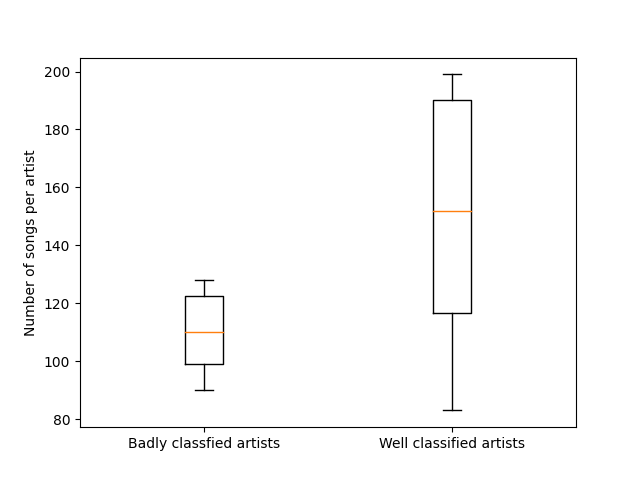 200
180
160
140
120
100
80
Number of songs per artist
Badly classfied artists
Well classified artists